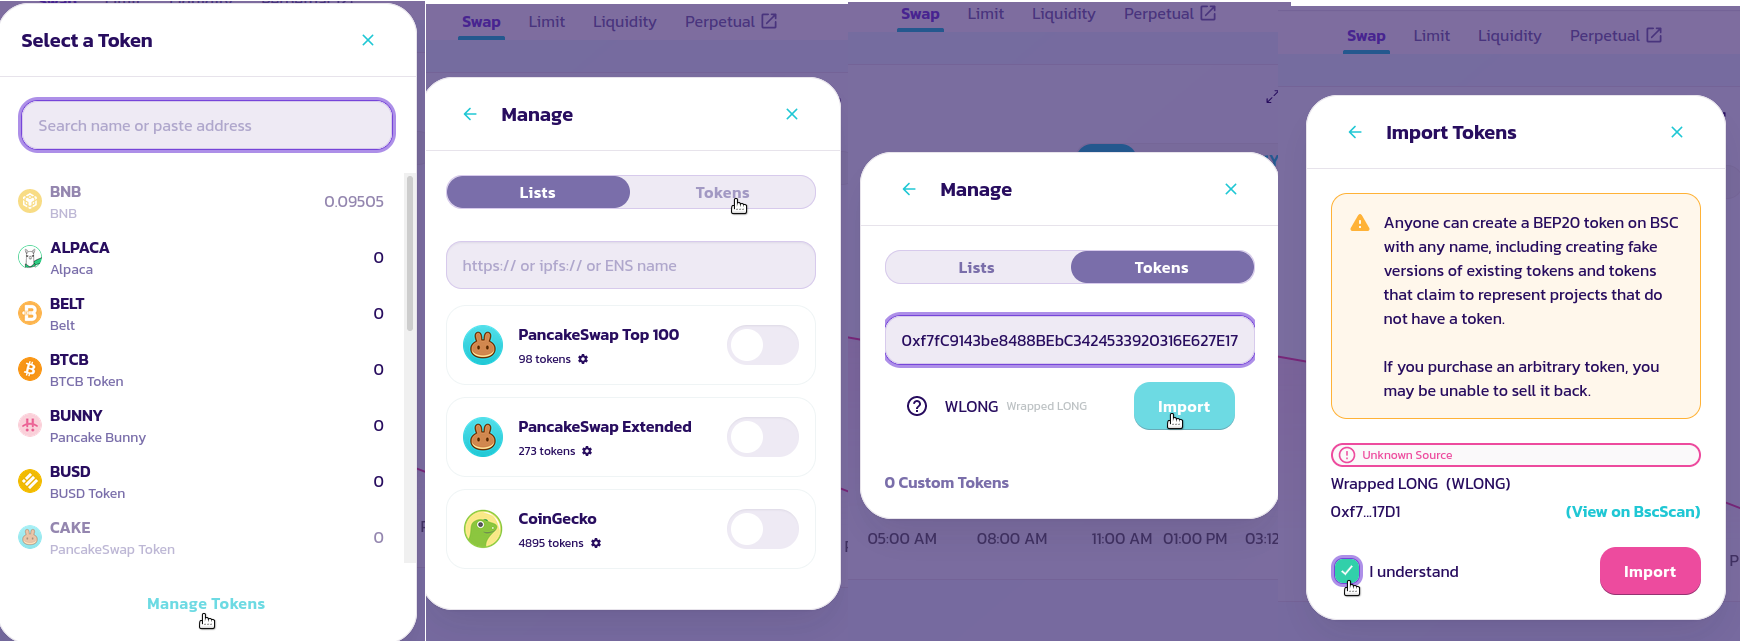 Select a Token
Search name or paste address
BNB
BNB
0.09505
ALPACA
Alpaca
0
BELT
Belt
0
BTCB
BTCB Token
0
BUNNY
Pancake Bunny
0
BUSD
BUSD Token
0
CAKE
PancakeSwap Token
0
Manage Tokens
Swap Limit Liquidity Perpetual
Manage
Lists Tokens
https:// or ipfs:// or ENS name
PancakeSwap Top 100
98 tokens
PancakeSwap Extended
273 tokens
CoinGecko
4895 tokens
Swap Limit Liquidity Perpetual
Manage
Lists Tokens
0xf7fC9143be8488BEbC3424533920316E627E17
WLONG Wrapped LONG Import
0 Custom Tokens
05:00 AM 08:00 AM 11:00 AM 01:00 PM 03:12
Swap Limit Liquidity Perpetual
Import Tokens
Anyone can create a BEP20 token on BSC
with any name, including creating fake
versions of existing tokens and tokens
that claim to represent projects that do
not have a token.
If you purchase an arbitrary token, you
may be unable to sell it back.
Unknown Source
Wrapped LONG (WLONG)
0xf7...17D1 (View on BscScan)
I understand Import